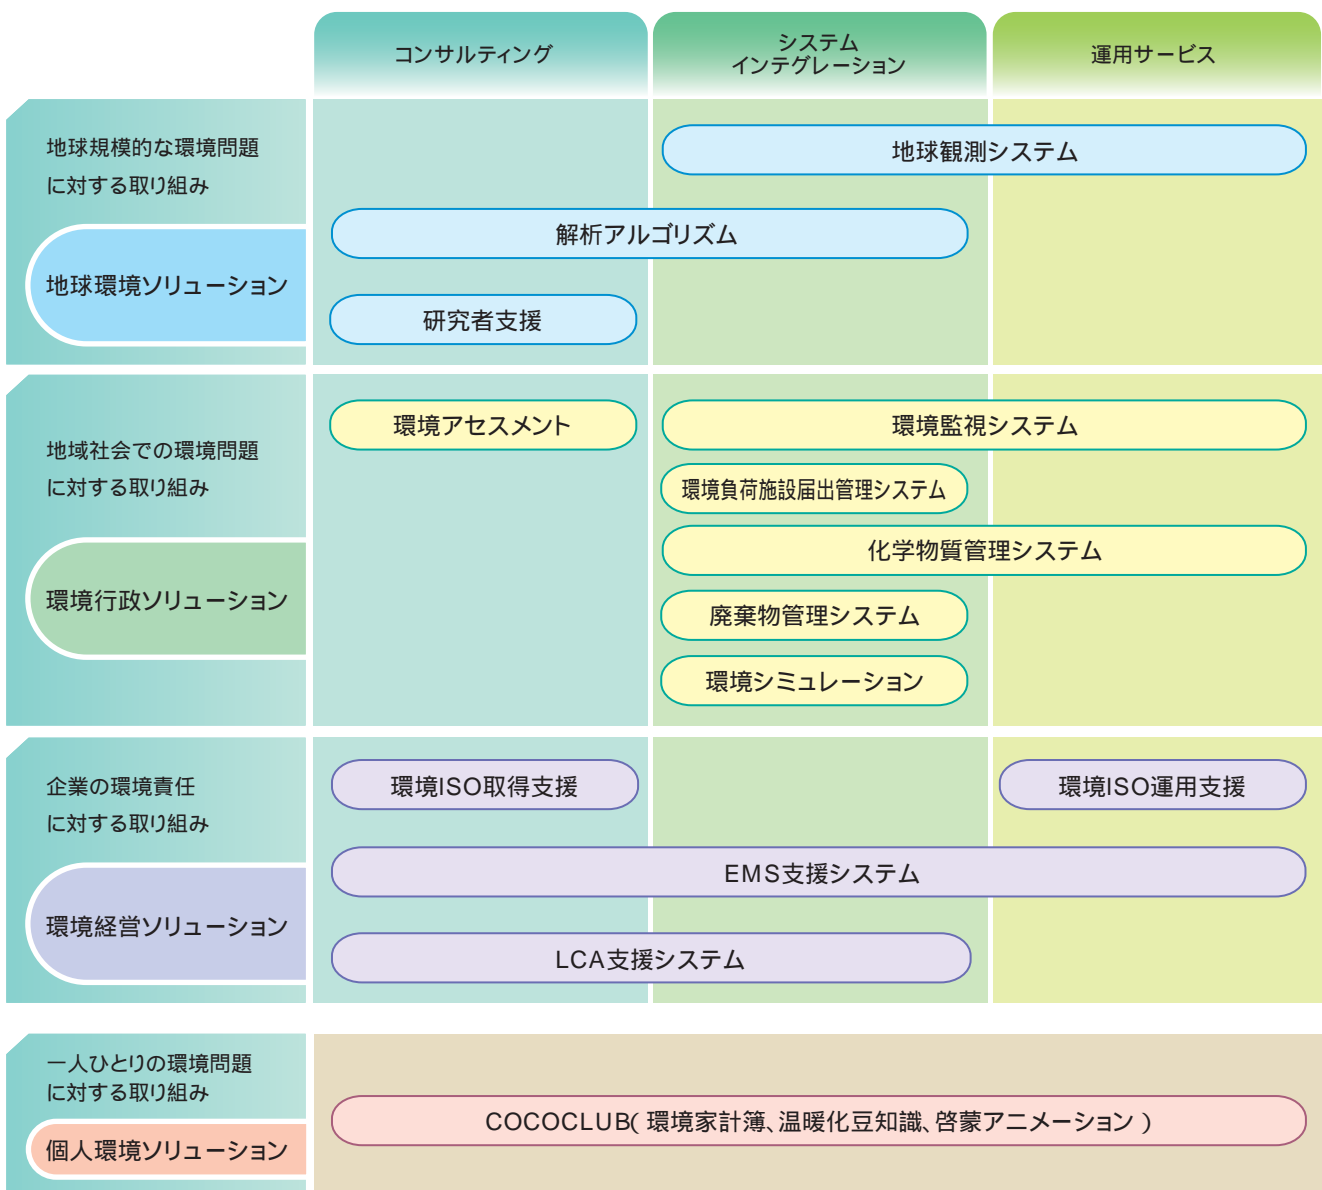 コンサルティング
システム
インテグレーション
運用サービス
地球規模的な環境問題
に対する取り組み
地球環境ソリューション
地球観測システム
解析アルゴリズム
研究者支援
地域社会での環境問題
に対する取り組み
環境行政ソリューション
環境アセスメント
環境監視システム
環境負荷施設届出管理システム
化学物質管理システム
廃棄物管理システム
環境シミュレーション
企業の環境責任
に対する取り組み
環境経営ソリューション
環境ISO取得支援
環境ISO運用支援
EMS支援システム
LCA支援システム
一人ひとりの環境問題
に対する取り組み
個人環境ソリューション
COCOCLUB(環境家計簿、温暖化豆知識、啓蒙アニメーション)